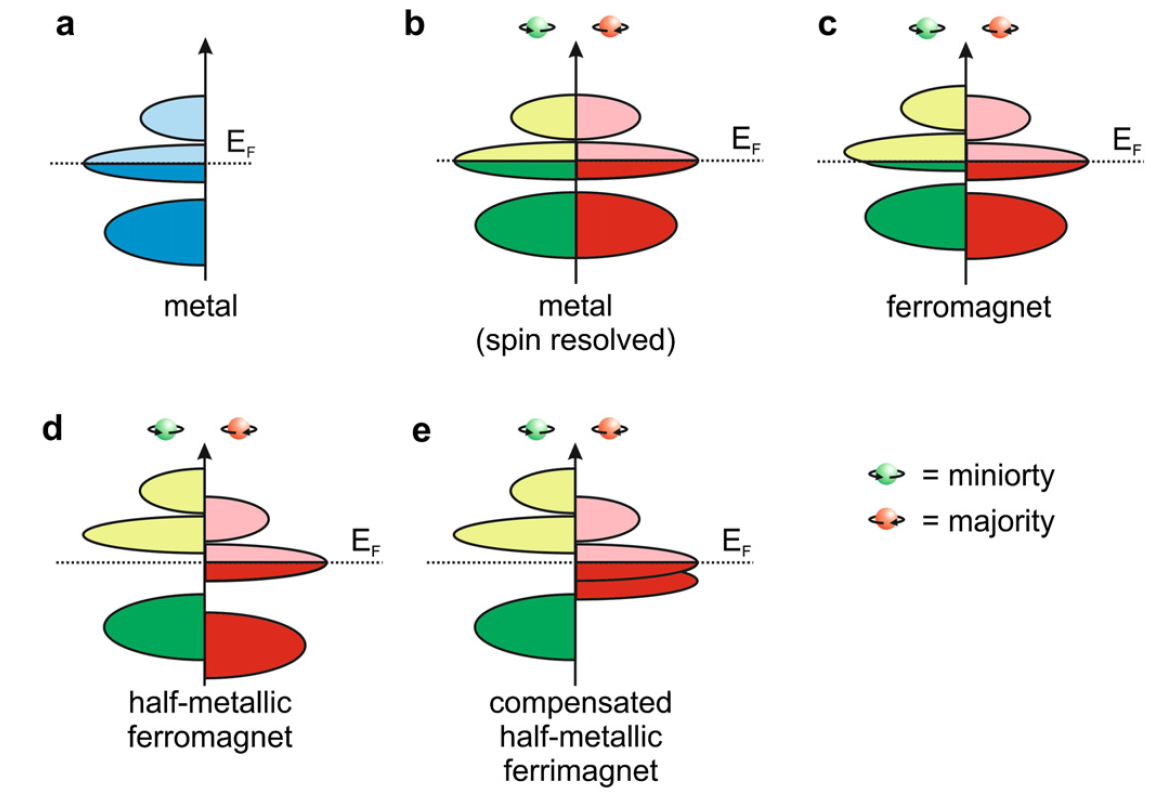 a
b
c
E_F
E_F
E_F
metal
metal
(spin resolved)
ferromagnet
d
e
E_F
E_F
= miniorty
= majority
half-metallic
ferromagnet
compensated
half-metallic
ferrimagnet